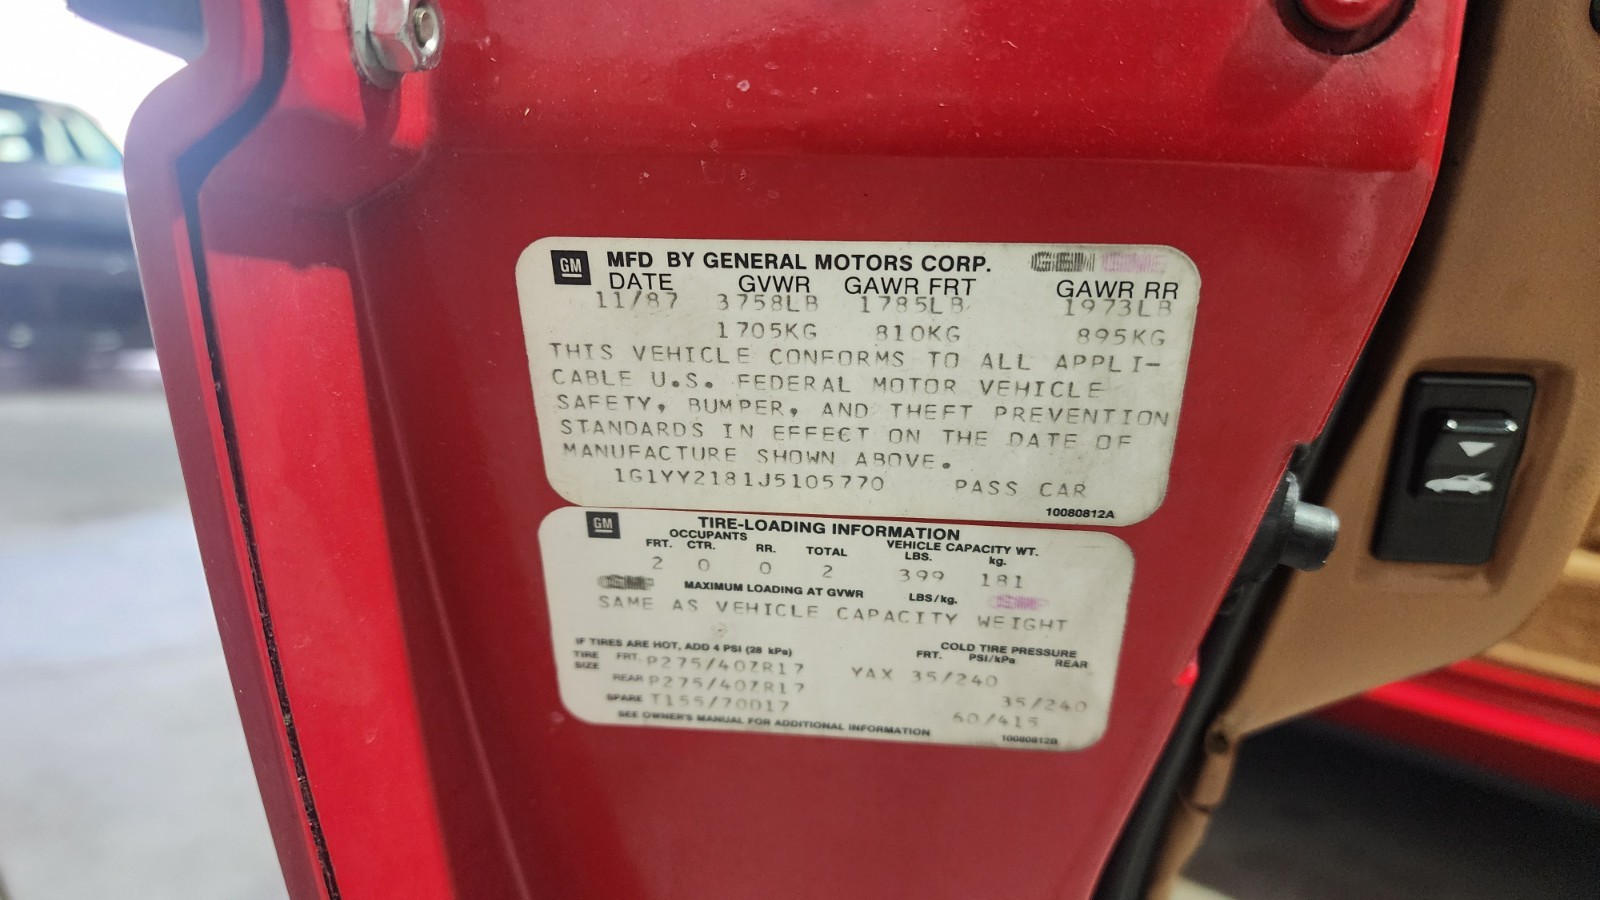 GM MFD BY GENERAL MOTORS CORP.
DATE GVWR GAWR FRT GAWR RR
11/87 3758LB 1785LB 1973LB
1705KG 810KG 895KG
THIS VEHICLE CONFORMS TO ALL APPLI-
CABLE U.S. FEDERAL MOTOR VEHICLE
SAFETY, BUMPER, AND THEFT PREVENTION
STANDARDS IN EFFECT ON THE DATE OF
MANUFACTURE SHOWN ABOVE.
1G1YY2181J5105770 PASS CAR
10080812A
GM TIRE-LOADING INFORMATION
OCCUPANTS VEHICLE CAPACITY WT.
FRT. CTR. RR. TOTAL LBS. kg.
2 0 0 2 399 181
MAXIMUM LOADING AT GVWR LBS/kg.
SAME AS VEHICLE CAPACITY WEIGHT
IF TIRES ARE HOT, ADD 4 PSI (28 kPa) COLD TIRE PRESSURE
TIRE SIZE FRT. PSI/kPa REAR
FRT. P275/40ZR17 YAX 35/240
REAR P275/40ZR17 35/240
SPARE T155/70D17 60/415
SEE OWNER'S MANUAL FOR ADDITIONAL INFORMATION 10080812B